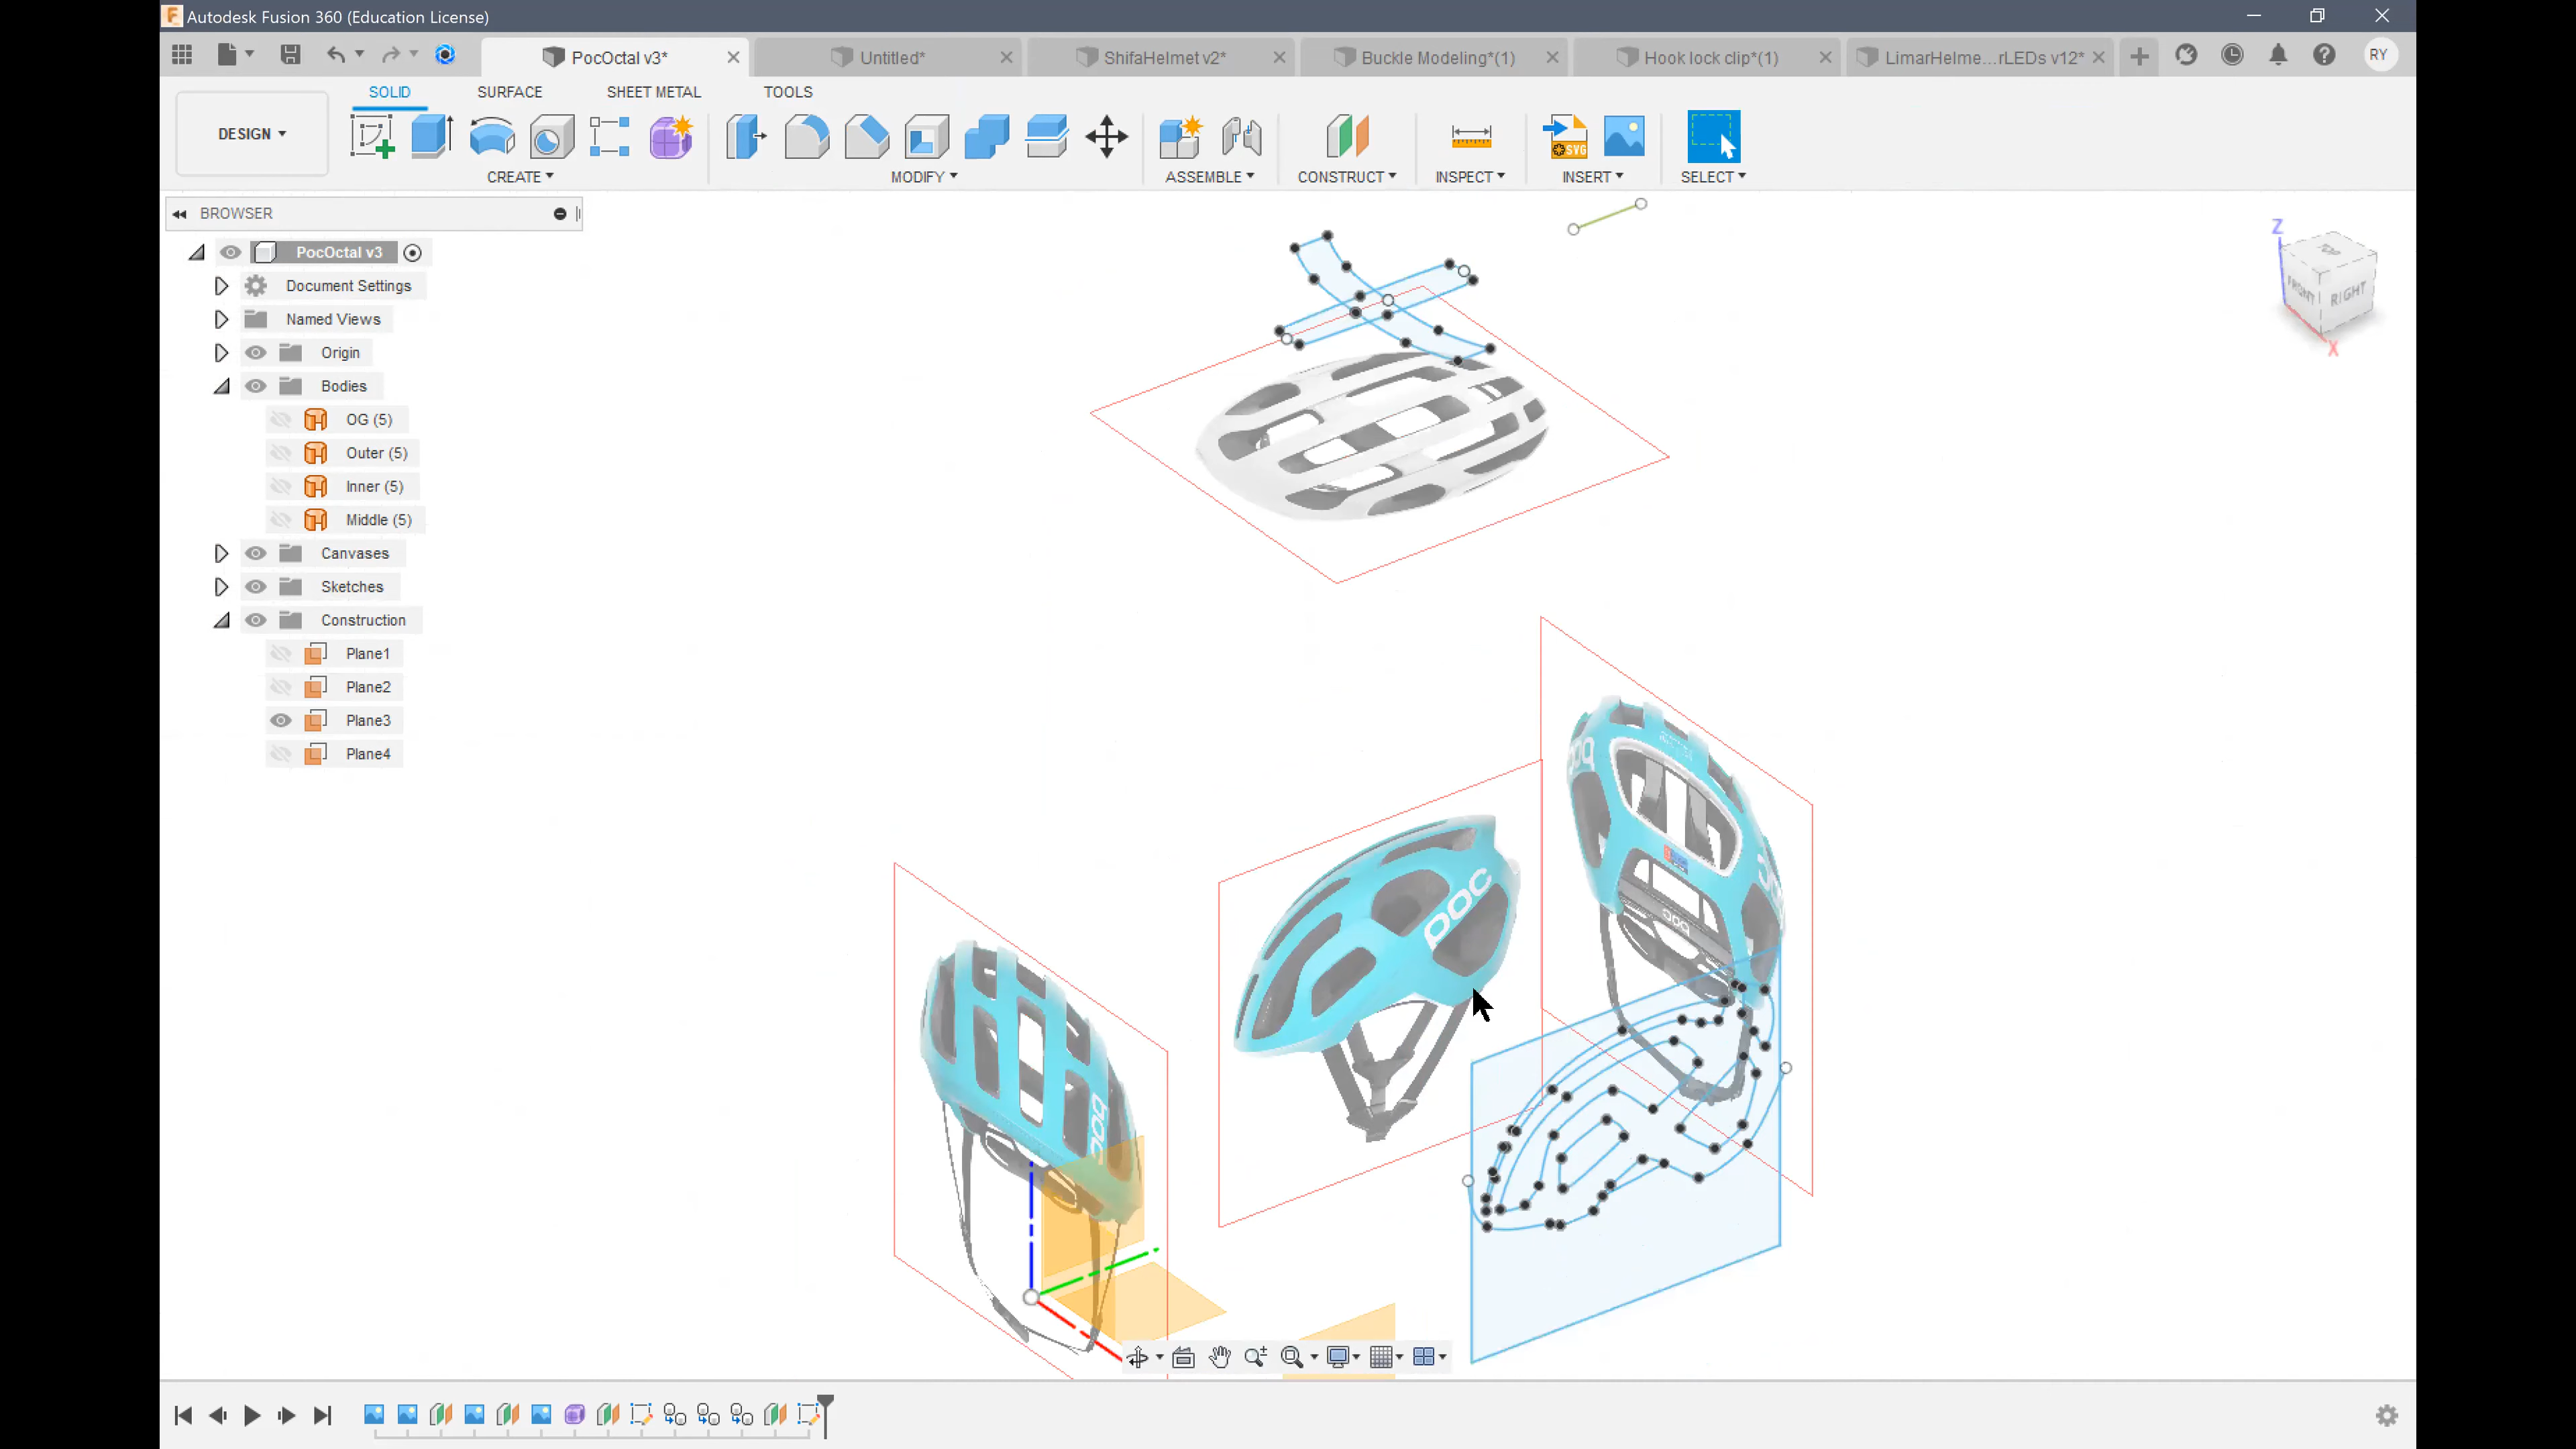 Autodesk Fusion 360 (Education License)
PocOctal v3*
Untitled*
ShifaHelmet v2*
Buckle Modeling*(1)
Hook lock clip*(1)
LimarHelme...rLEDs v12*
RY
SOLID
SURFACE
SHEET METAL
TOOLS
DESIGN
CREATE
MODIFY
ASSEMBLE
CONSTRUCT
INSPECT
SVG
INSERT
SELECT
BROWSER
PocOctal v3
Document Settings
Named Views
Origin
Bodies
OG (5)
Outer (5)
Inner (5)
Middle (5)
Canvases
Sketches
Construction
Plane1
Plane2
Plane3
Plane4
Z
FRONT
RIGHT
X
poc
poc